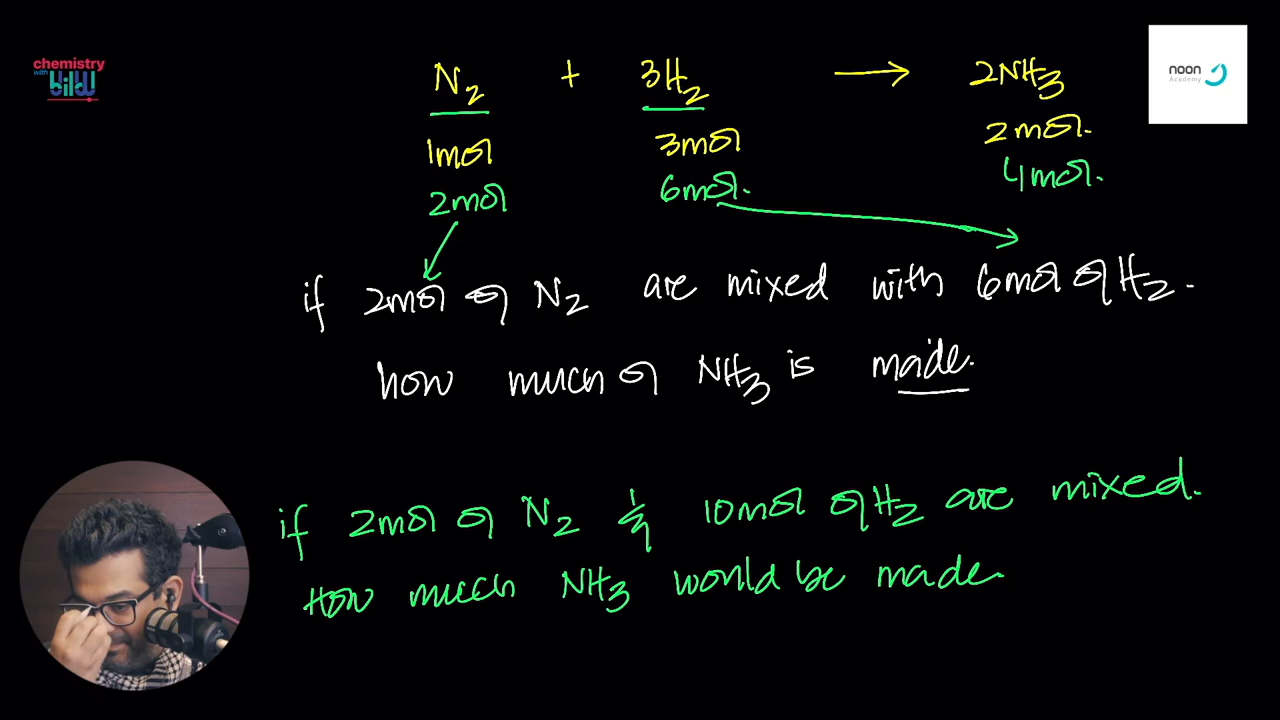 chemistry
with
bildu
noon
Academy
N₂ + 3H₂ → 2NH₃
1mol 3mol 2mol.
2mol 6mol. 4mol.
if 2mol of N₂ are mixed with 6mol of H₂.
how much of NH₃ is made.
if 2mol of N₂ & 10mol of H₂ are mixed.
How much NH₃ would be made.